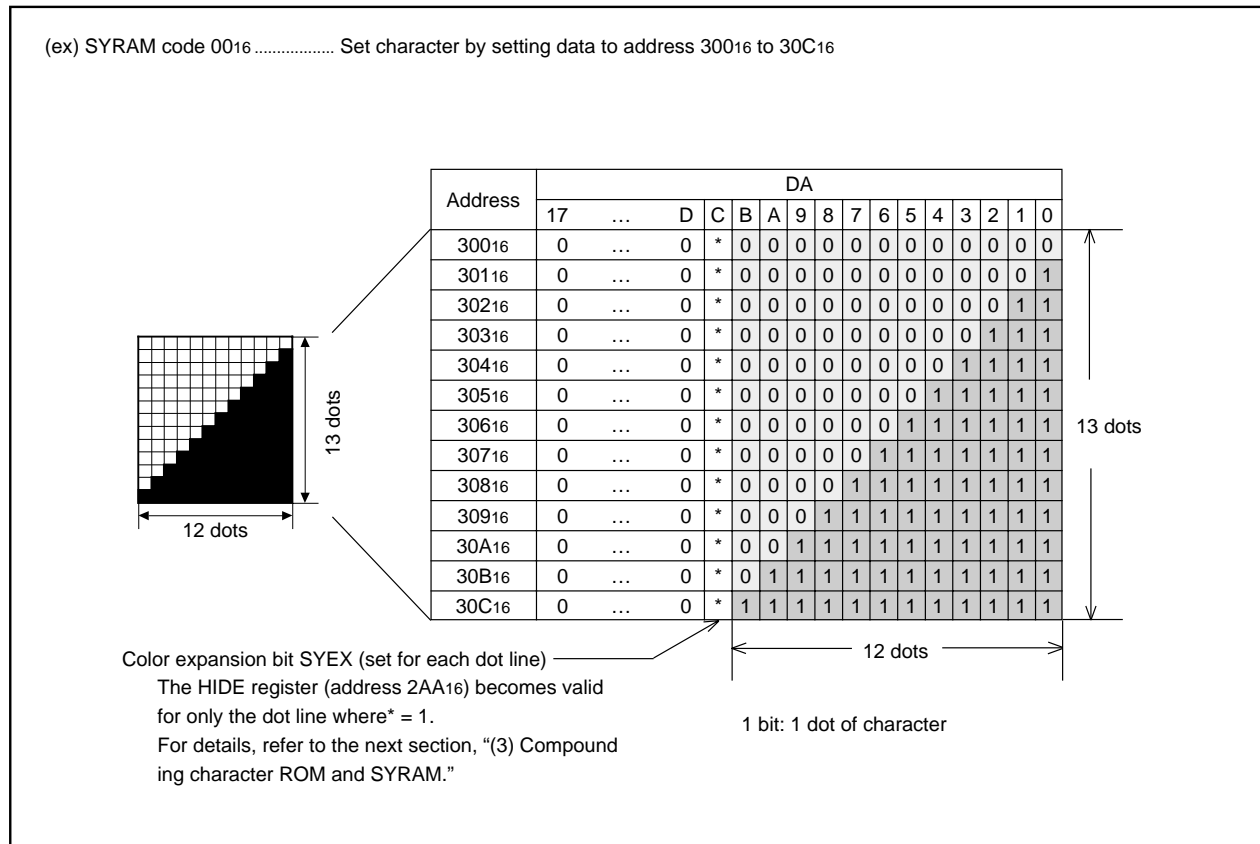 (ex) SYRAM code 0016 .................. Set character by setting data to address 30016 to 30C16
Address DA
17 ... D C B A 9 8 7 6 5 4 3 2 1 0
30016 0 ... 0 * 0 0 0 0 0 0 0 0 0 0 0 0
30116 0 ... 0 * 0 0 0 0 0 0 0 0 0 0 0 1
30216 0 ... 0 * 0 0 0 0 0 0 0 0 0 0 1 1
30316 0 ... 0 * 0 0 0 0 0 0 0 0 0 1 1 1
30416 0 ... 0 * 0 0 0 0 0 0 0 0 1 1 1 1
30516 0 ... 0 * 0 0 0 0 0 0 0 1 1 1 1 1
30616 0 ... 0 * 0 0 0 0 0 0 1 1 1 1 1 1
30716 0 ... 0 * 0 0 0 0 0 1 1 1 1 1 1 1
30816 0 ... 0 * 0 0 0 0 1 1 1 1 1 1 1 1
30916 0 ... 0 * 0 0 0 1 1 1 1 1 1 1 1 1
30A16 0 ... 0 * 0 0 1 1 1 1 1 1 1 1 1 1
30B16 0 ... 0 * 0 1 1 1 1 1 1 1 1 1 1 1
30C16 0 ... 0 * 1 1 1 1 1 1 1 1 1 1 1 1
13 dots
12 dots
13 dots
12 dots
Color expansion bit SYEX (set for each dot line)
The HIDE register (address 2AA16) becomes valid
for only the dot line where* = 1.
For details, refer to the next section, “(3) Compound
ing character ROM and SYRAM.”
1 bit: 1 dot of character